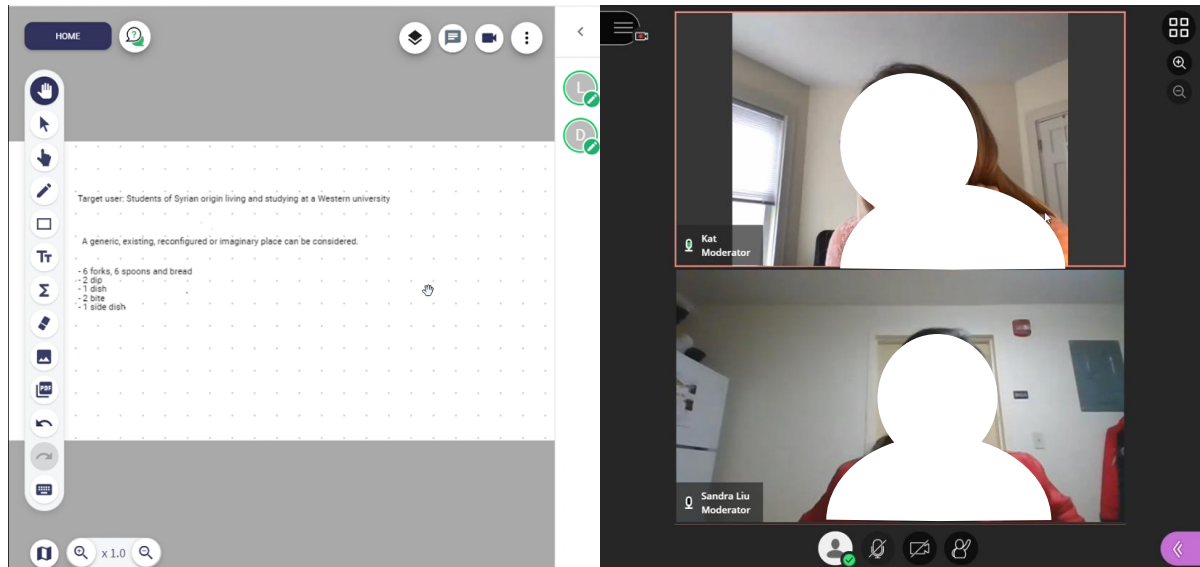 HOME
L
D
Target user: Students of Syrian origin living and studying at a Western university
A generic, existing, reconfigured or imaginary place can be considered.
- 6 forks, 6 spoons and bread
- 2 dip
- 1 dish
- 2 bite
- 1 side dish
Tт
Σ
PDF
x 1.0
Kat
Moderator
Sandra Liu
Moderator